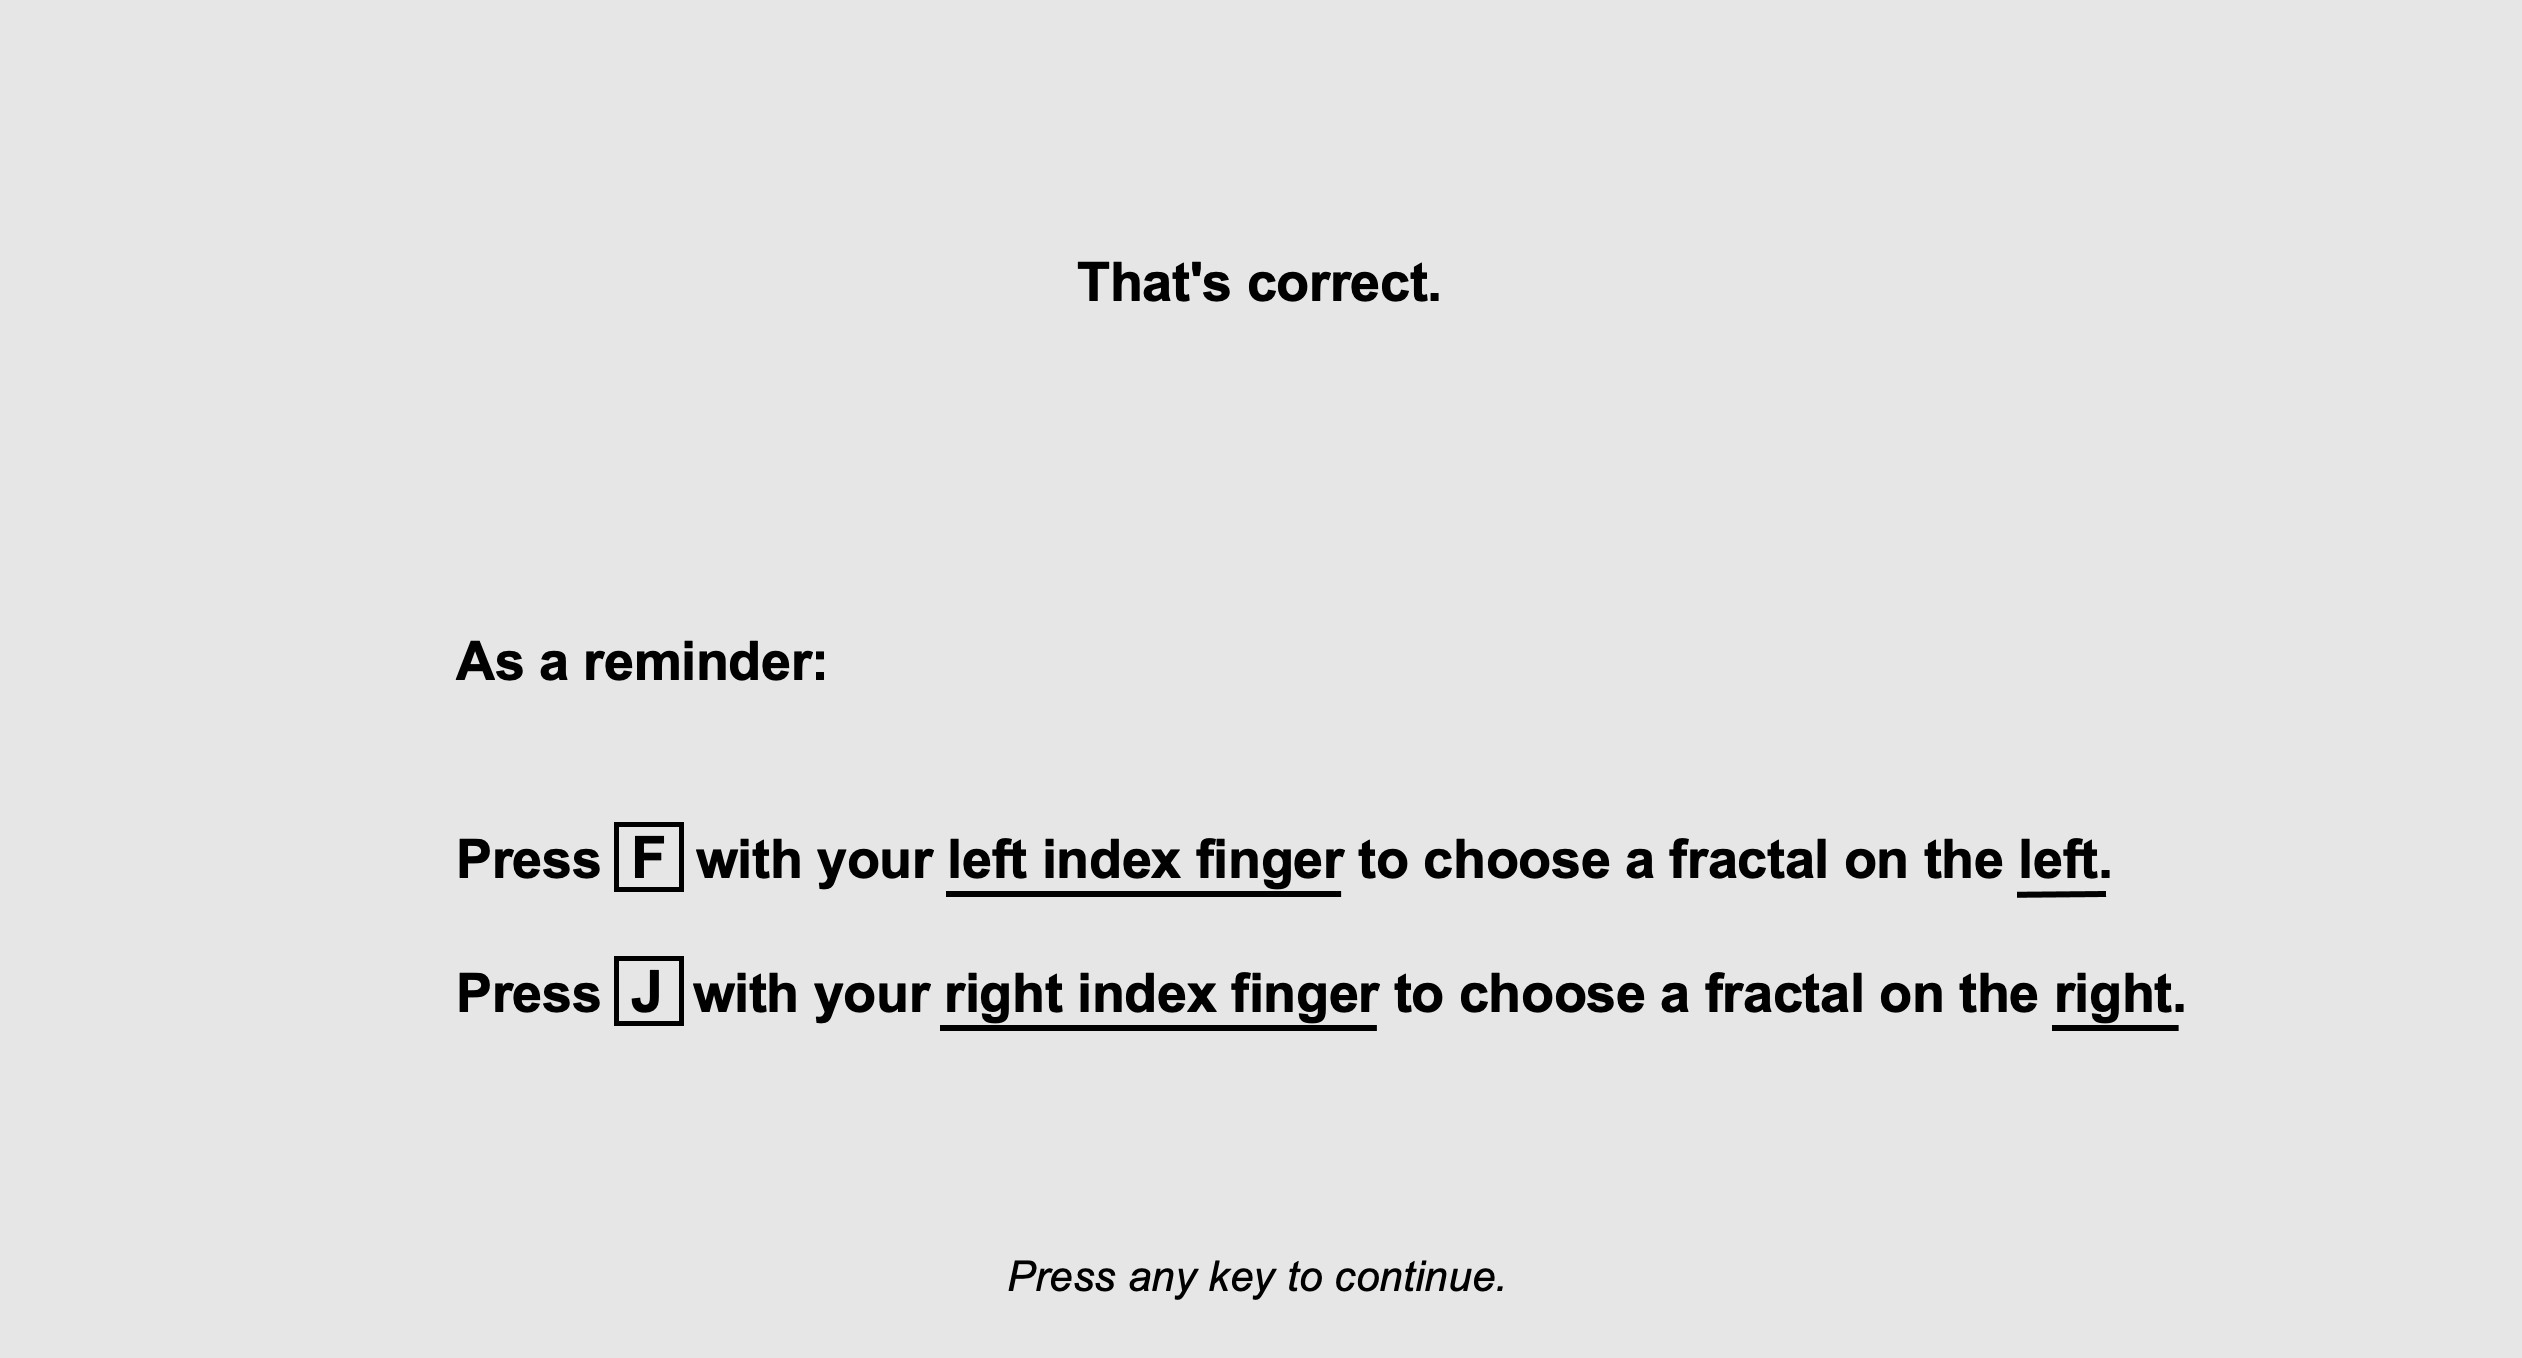 That's correct.
As a reminder:
Press F with your left index finger to choose a fractal on the left.
Press J with your right index finger to choose a fractal on the right.
Press any key to continue.